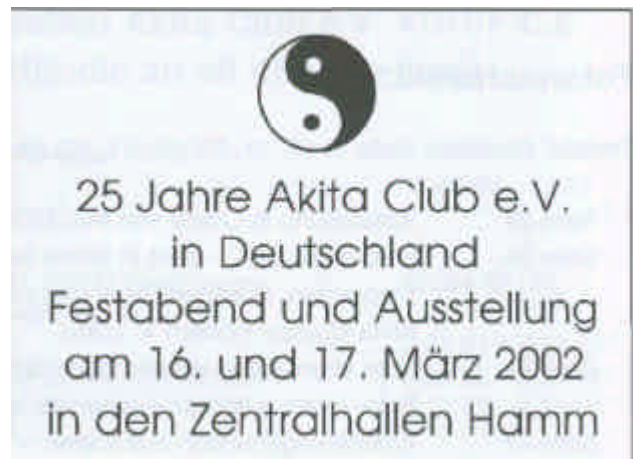 25 Jahre Akita Club e.V.
in Deutschland
Festabend und Ausstellung
am 16. und 17. März 2002
in den Zentralhallen Hamm